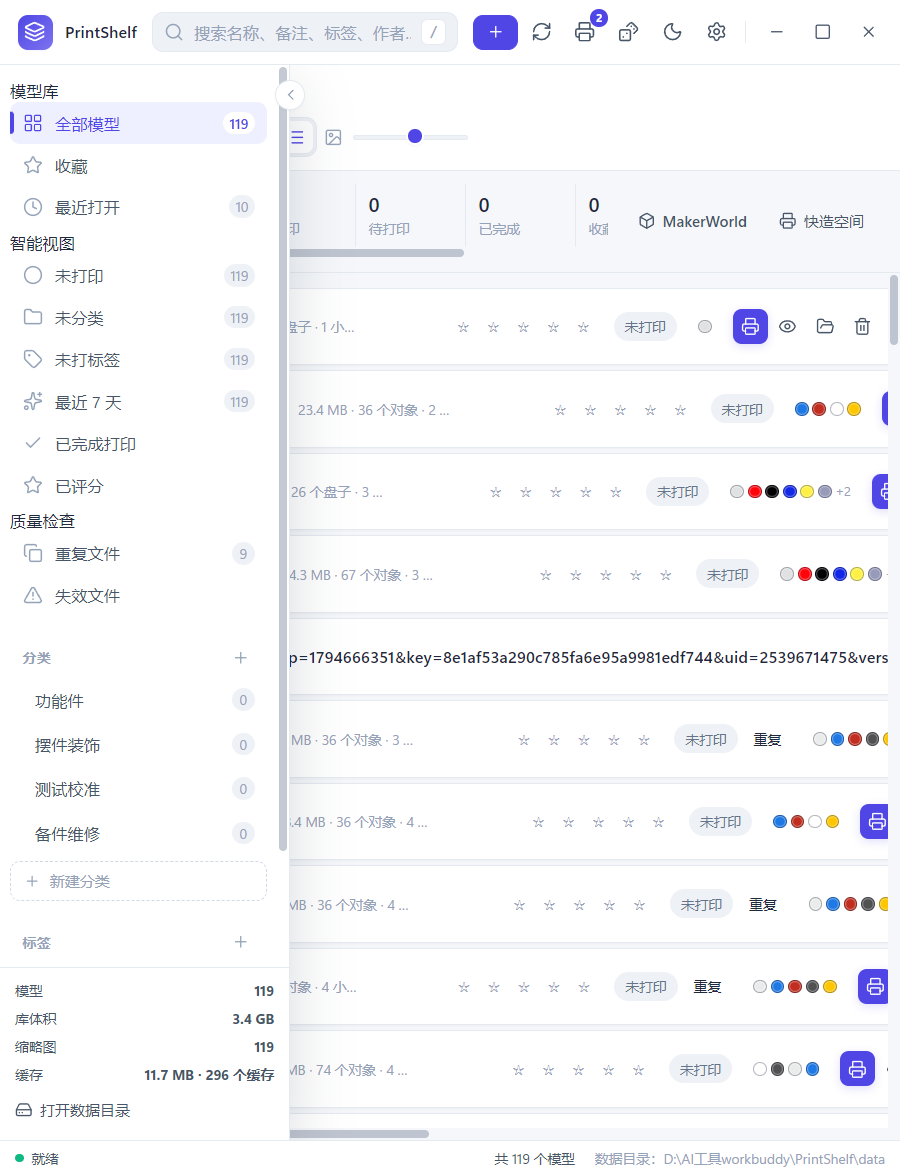 PrintShelf
搜索名称、备注、标签、作者..
/
2
模型库
全部模型 119
收藏
最近打开 10
智能视图
未打印 119
未分类 119
未打标签 119
最近 7 天 119
已完成打印
已评分
质量检查
重复文件 9
失效文件
分类
功能件 0
摆件装饰 0
测试校准 0
备件维修 0
新建分类
标签
模型 119
库体积 3.4 GB
缩略图 119
缓存 11.7 MB · 296 个缓存
打开数据目录
印
0
待打印
0
已完成
0
收
MakerWorld
快造空间
盘子 · 1 小... 未打印
23.4 MB · 36 个对象 · 2 ... 未打印
26 个盘子 · 3 ... 未打印 +2
4.3 MB · 67 个对象 · 3 ... 未打印
p=1794666351&key=8e1af53a290c785fa6e95a9981edf744&uid=2539671475&vers
MB · 36 个对象 · 3 ... 未打印 重复
.4 MB · 36 个对象 · 4 ... 未打印
MB · 36 个对象 · 4 ... 未打印 重复
对象 · 4 小... 未打印 重复
MB · 74 个对象 · 4 ... 未打印
就绪
共 119 个模型 数据目录: D:\AI工具workbuddy\PrintShelf\data